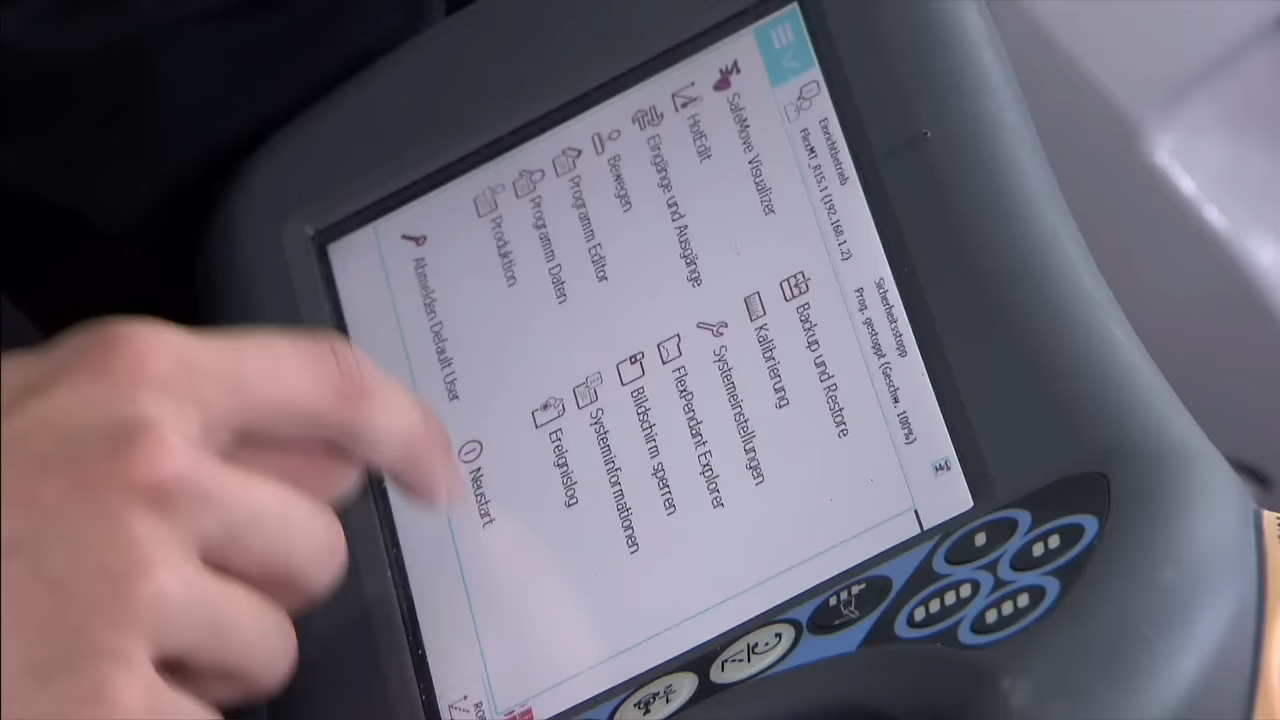 Einrichtbetrieb
FlexMT_R15.1 (192.168.1.2)
Sicherheitsstopp
Prog. gestoppt (Geschw. 100%)
SafeMove Visualizer
HotEdit
Eingänge und Ausgänge
Bewegen
Programm Editor
Programm Daten
Produktion
Backup und Restore
Kalibrierung
Systemeinstellungen
FlexPendant Explorer
Bildschirm sperren
Systeminformationen
Ereignislog
Abmelden Default User
Neustart